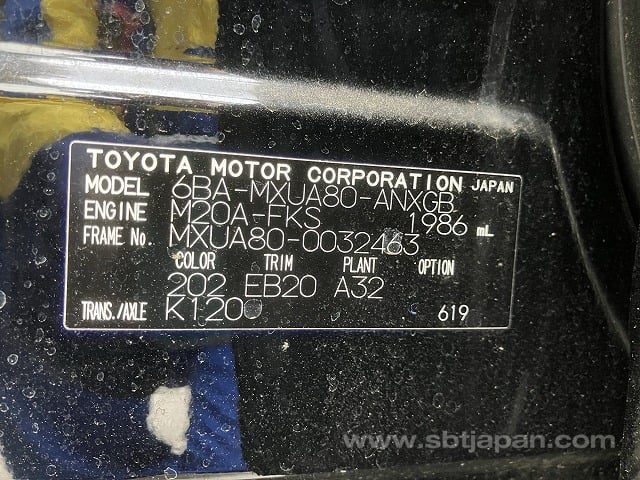 TOYOTA MOTOR CORPORATION JAPAN
MODEL 6BA-MXUA80-ANXGB
ENGINE M20A-FKS 1986 mL
FRAME No. MXUA80-0032463
COLOR TRIM PLANT OPTION
202 EB20 A32
TRANS./AXLE K120 619
www.sbtjapan.com